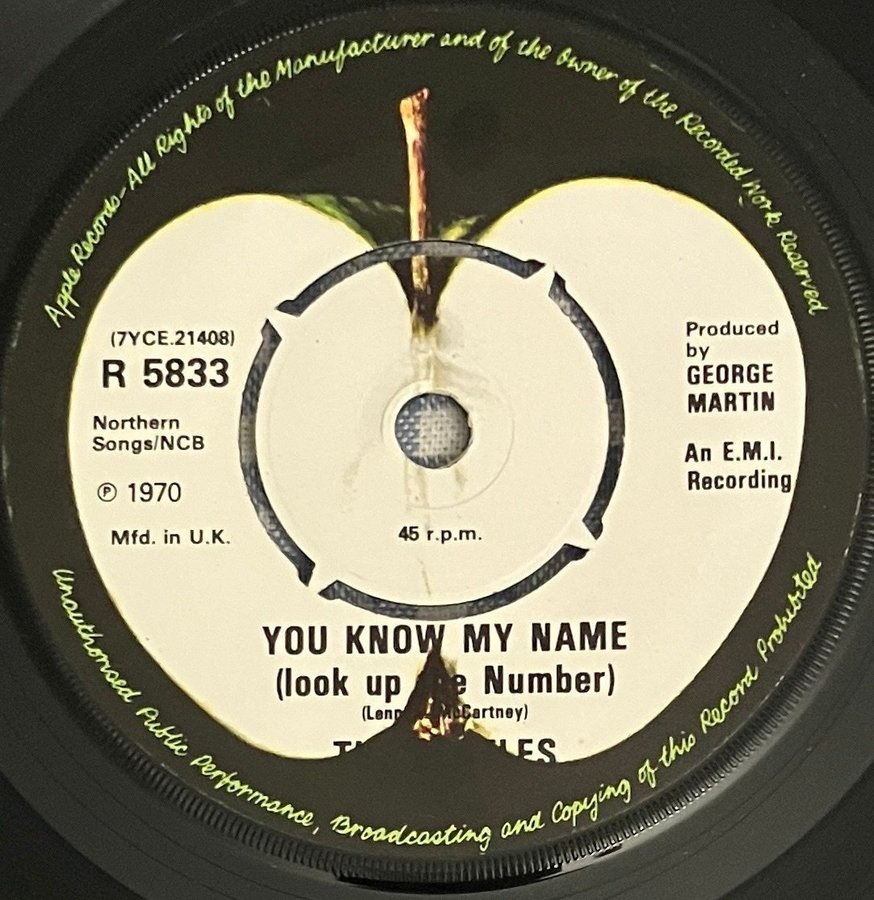 Apple Records-All Rights of the Manufacturer and of the Owner of the Recorded Work Reserved
(7YCE.21408)
R 5833
Northern
Songs/NCB
℗ 1970
Mfd. in U.K.
Produced
by
GEORGE
MARTIN
An E.M.I.
Recording
45 r.p.m.
YOU KNOW MY NAME
(look up Number)
Unauthorised Public Performance, Broadcasting and Copying of this Record Prohibited